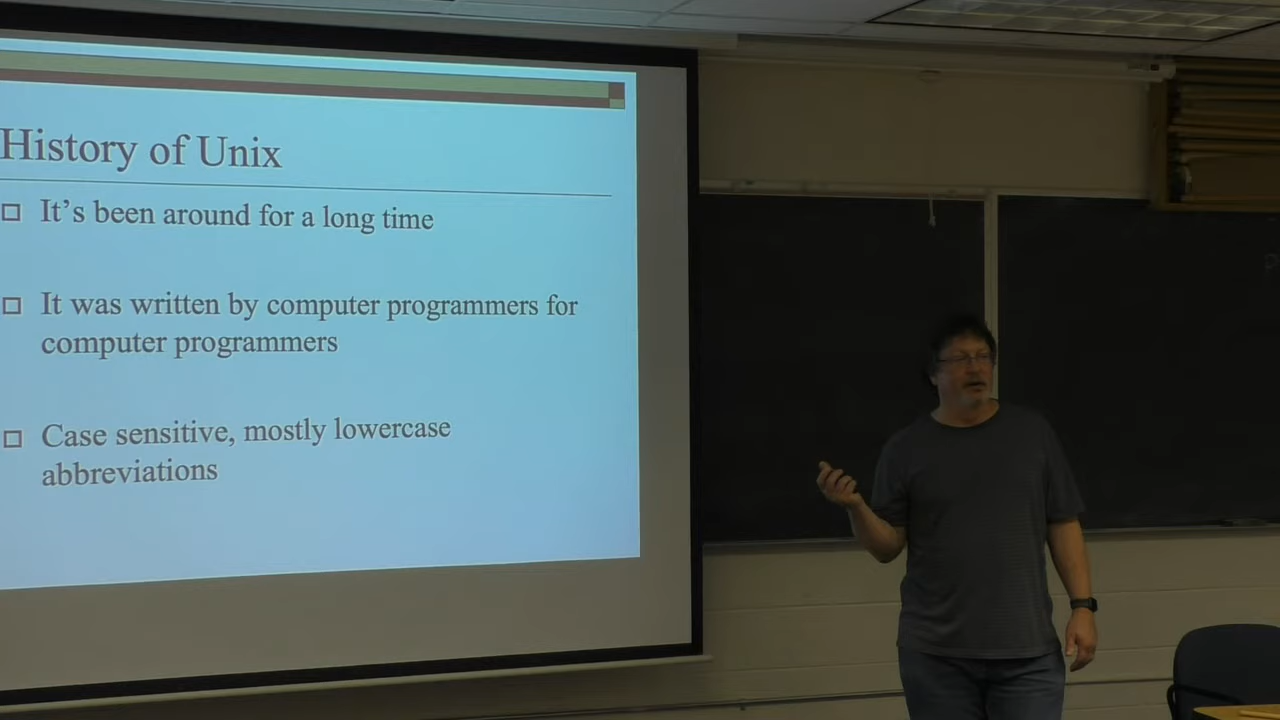 History of Unix
It's been around for a long time
It was written by computer programmers for
computer programmers
Case sensitive, mostly lowercase
abbreviations